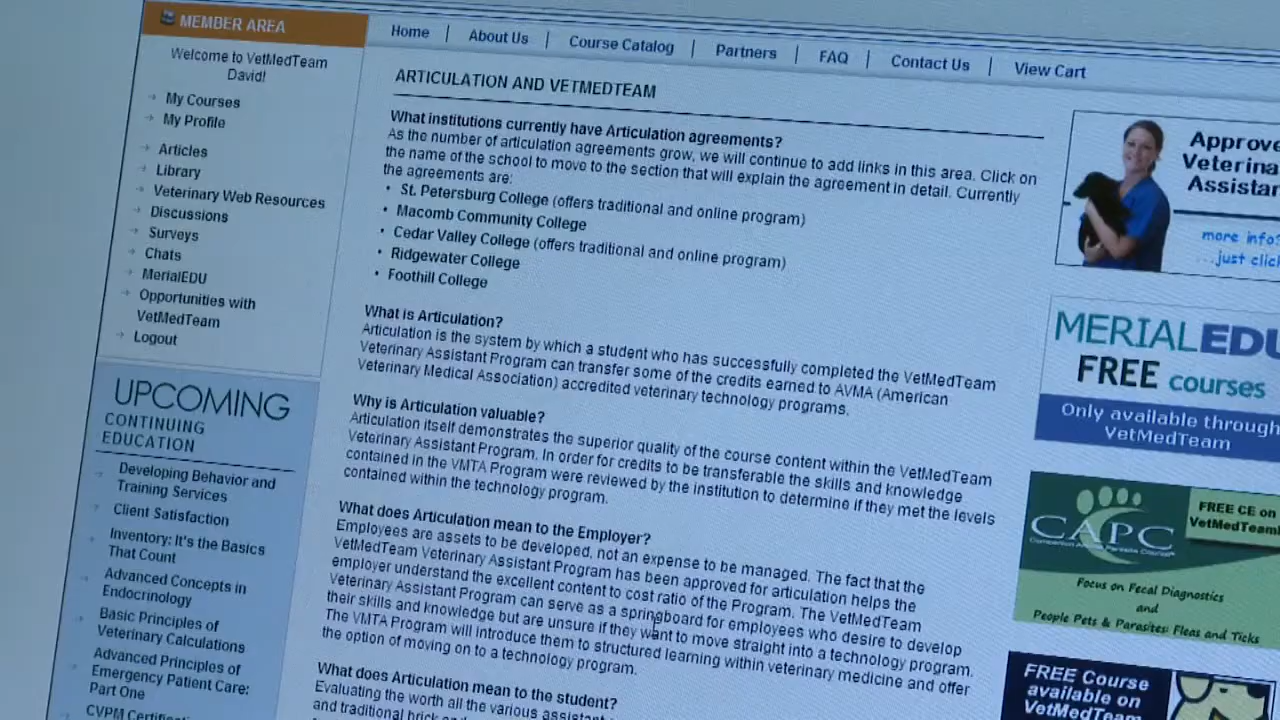 MEMBER AREA
Welcome to VetMedTeam
David!
My Courses
My Profile
Articles
Library
Veterinary Web Resources
Discussions
Surveys
Chats
MerialEDU
Opportunities with
VetMedTeam
Logout
UPCOMING
CONTINUING
EDUCATION
Developing Behavior and
Training Services
Client Satisfaction
Inventory: It's the Basics
That Count
Advanced Concepts in
Endocrinology
Basic Principles of
Veterinary Calculations
Advanced Principles of
Emergency Patient Care:
Part One
CVPM
Home | About Us | Course Catalog | Partners | FAQ | Contact Us | View Cart
ARTICULATION AND VETMEDTEAM
What institutions currently have Articulation agreements?
As the number of articulation agreements grow, we will continue to add links in this area. Click on
the name of the school to move to the section that will explain the agreement in detail. Currently
the agreements are:
• St. Petersburg College (offers traditional and online program)
• Macomb Community College
• Cedar Valley College (offers traditional and online program)
• Ridgewater College
• Foothill College
What is Articulation?
Articulation is the system by which a student who has successfully completed the VetMedTeam
Veterinary Assistant Program can transfer some of the credits earned to AVMA (American
Veterinary Medical Association) accredited veterinary technology programs.
Why is Articulation valuable?
Articulation itself demonstrates the superior quality of the course content within the VetMedTeam
Veterinary Assistant Program. In order for credits to be transferable the skills and knowledge
contained in the VMTA Program were reviewed by the institution to determine if they met the levels
contained within the technology program.
What does Articulation mean to the Employer?
Employees are assets to be developed, not an expense to be managed. The fact that the
VetMedTeam Veterinary Assistant Program has been approved for articulation helps the
employer understand the excellent content to cost ratio of the Program. The VetMedTeam
Veterinary Assistant Program can serve as a springboard for employees who desire to develop
their skills and knowledge but are unsure if they want to move straight into a technology program.
The VMTA Program will introduce them to structured learning within veterinary medicine and offer
the option of moving on to a technology program.
What does Articulation mean to the student?
Evaluating the worth all the various
and traditional
Approve
Veterina
Assistan
more info?
...just clic
MERIALEDU
FREE courses
Only available through
VetMedTeam
CAPC
FREE CE on
VetMedTeam!
Focus on Fecal Diagnostics
and
People Pets & Parasites: Fleas and Ticks
FREE Course
available on
VetMedTeam